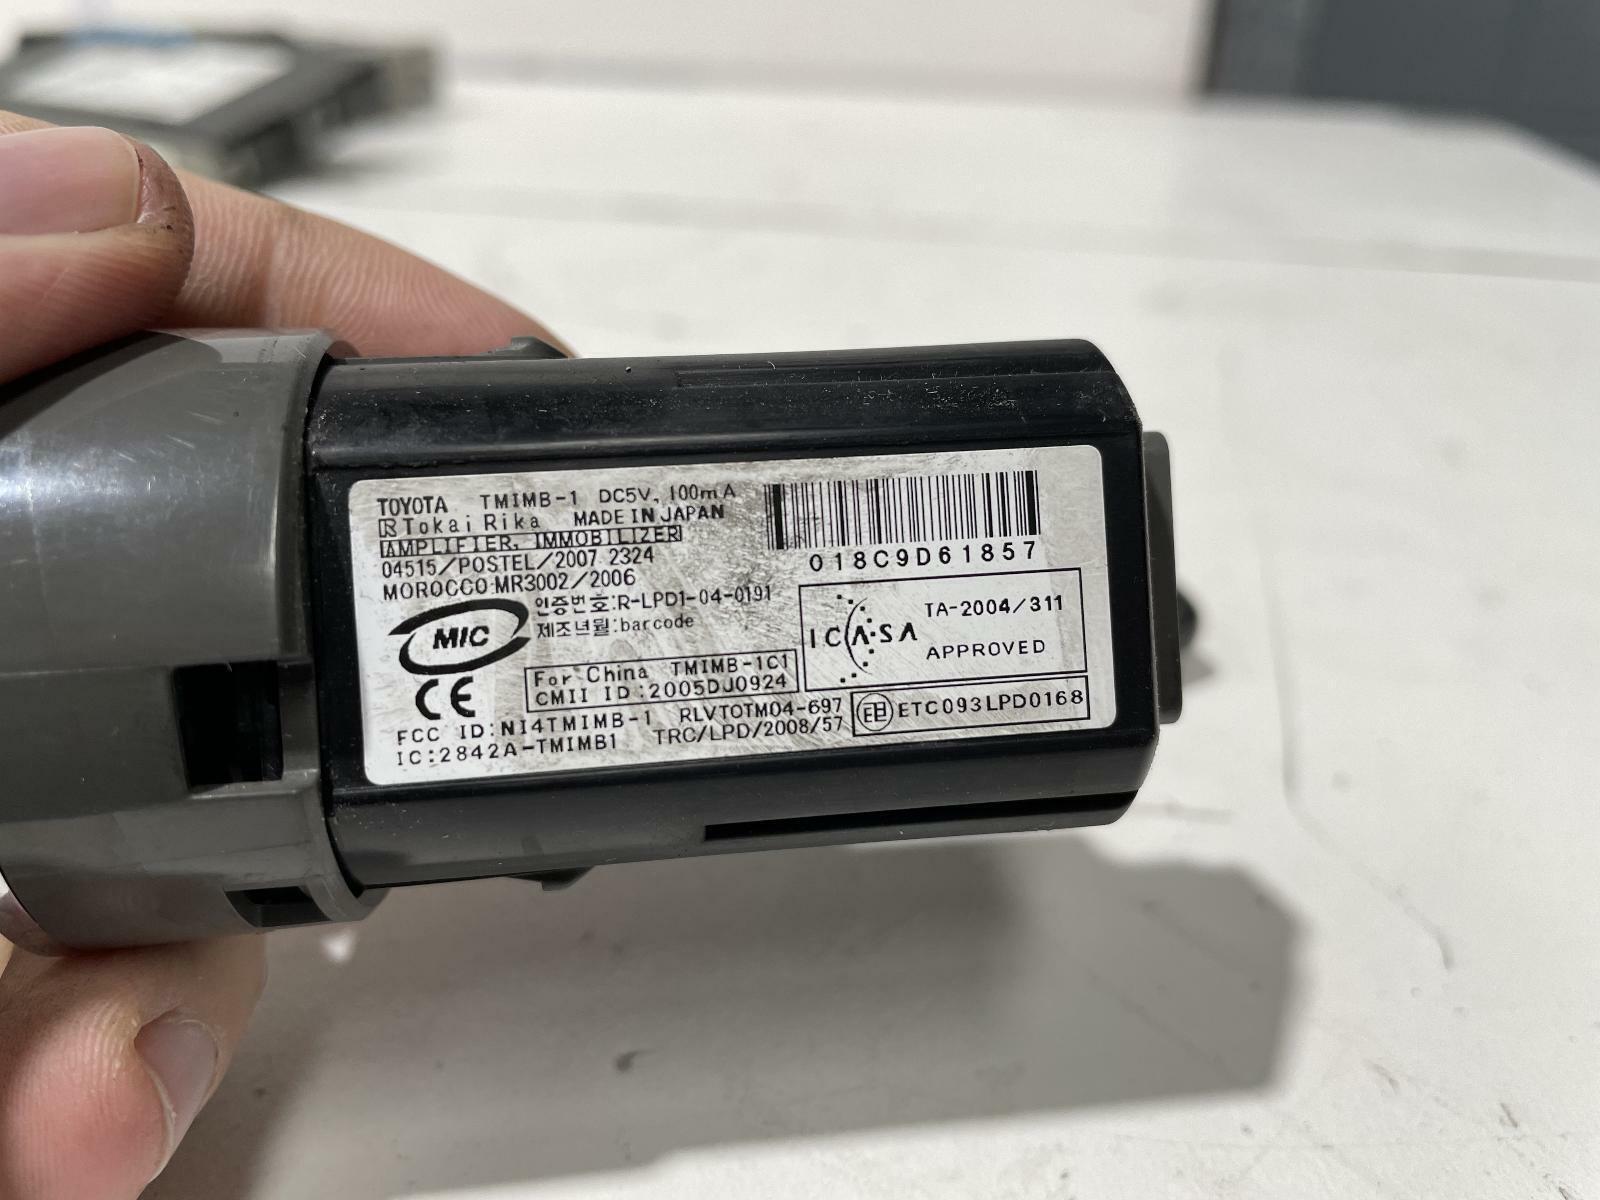 TOYOTA TMIMB-1 DC5V, 100mA
R Tokai Rika MADE IN JAPAN
AMPLIFIER, IMMOBILIZER
04515/POSTEL/2007 2324
MOROCCO MR3002/2006
MIC
인증번호:R-LPD1-04-0191
제조년월:barcode
CE
For China TMIMB-1C1
CMII ID:2005DJ0924
FCC ID:NI4TMIMB-1 RLVTOTM04-697
IC:2842A-TMIMB1 TRC/LPD/2008/57
018C9D61857
ICASA
TA-2004/311
APPROVED
ETC093LPD0168